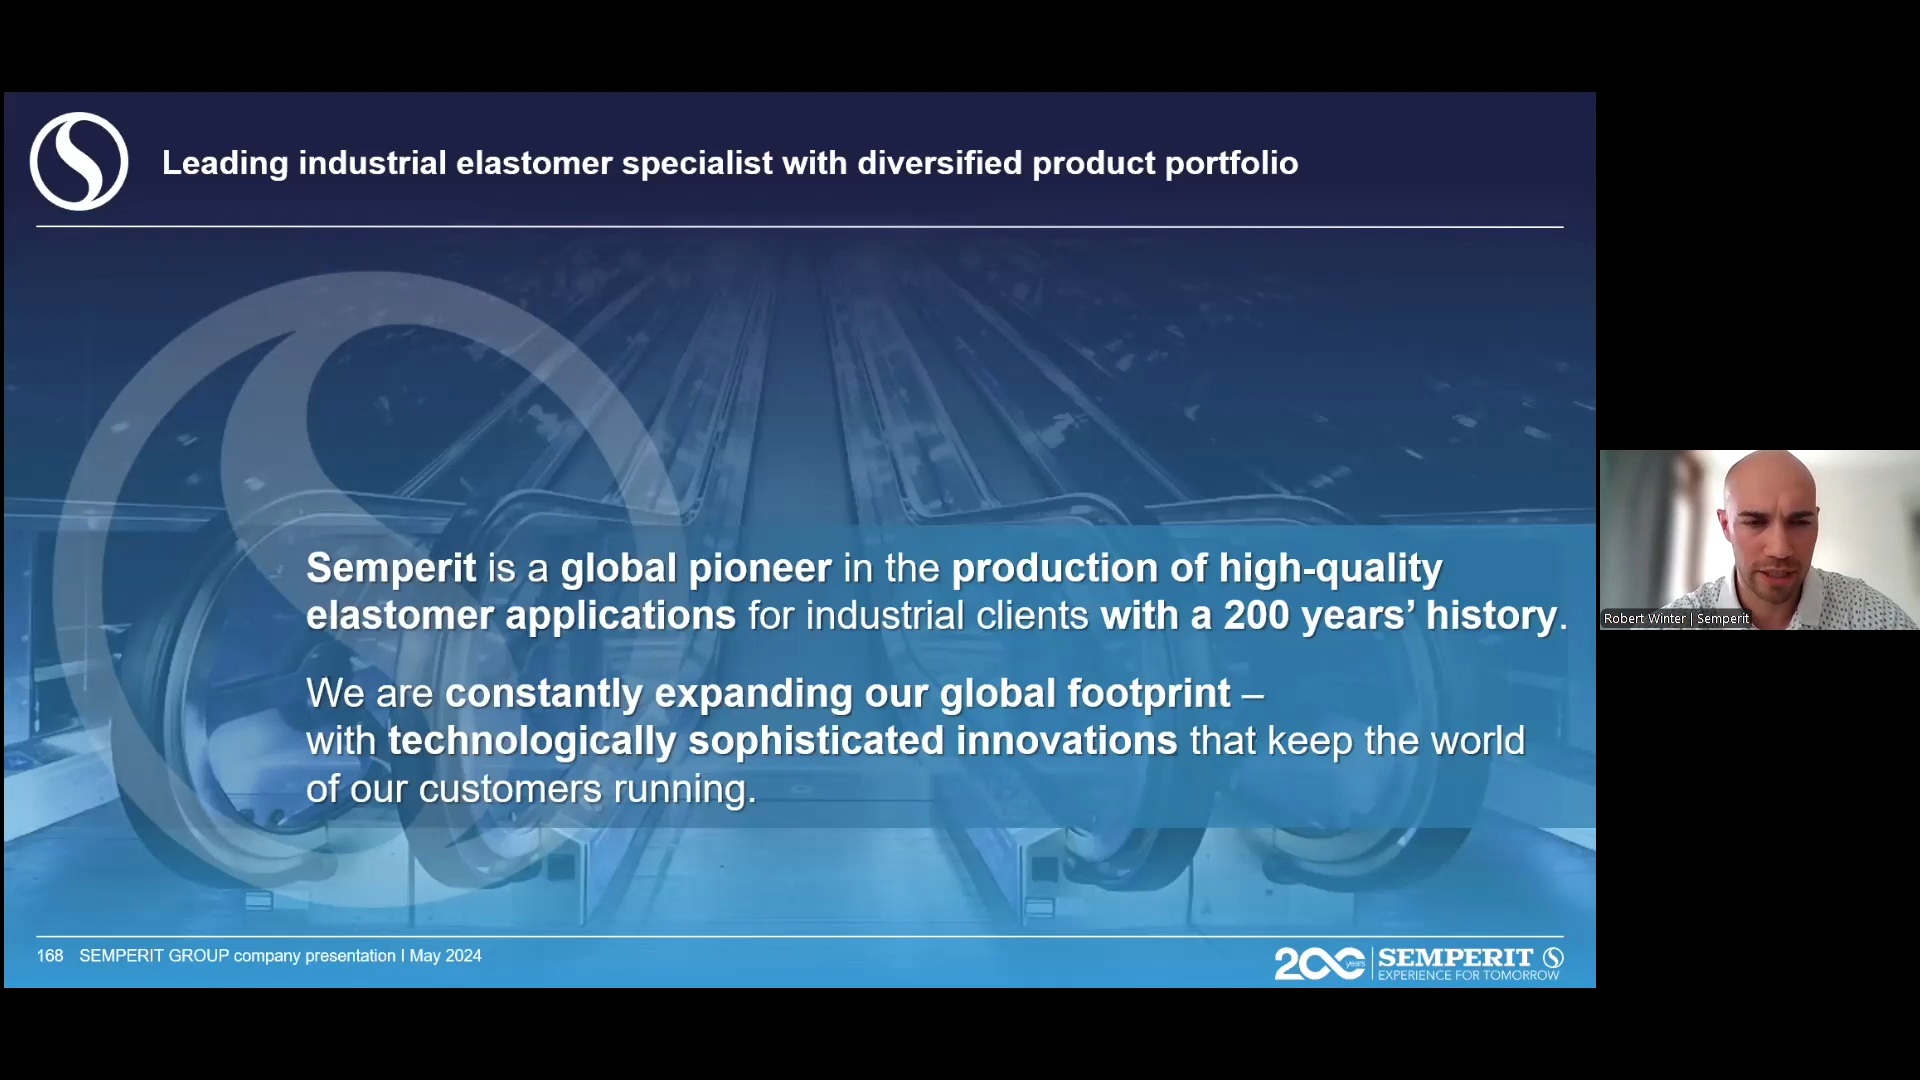 Leading industrial elastomer specialist with diversified product portfolio
Semperit is a global pioneer in the production of high-quality
elastomer applications for industrial clients with a 200 years’ history.
We are constantly expanding our global footprint –
with technologically sophisticated innovations that keep the world
of our customers running.
Robert Winter | Semperit
168 SEMPERIT GROUP company presentation I May 2024
200 years
SEMPERIT
EXPERIENCE FOR TOMORROW